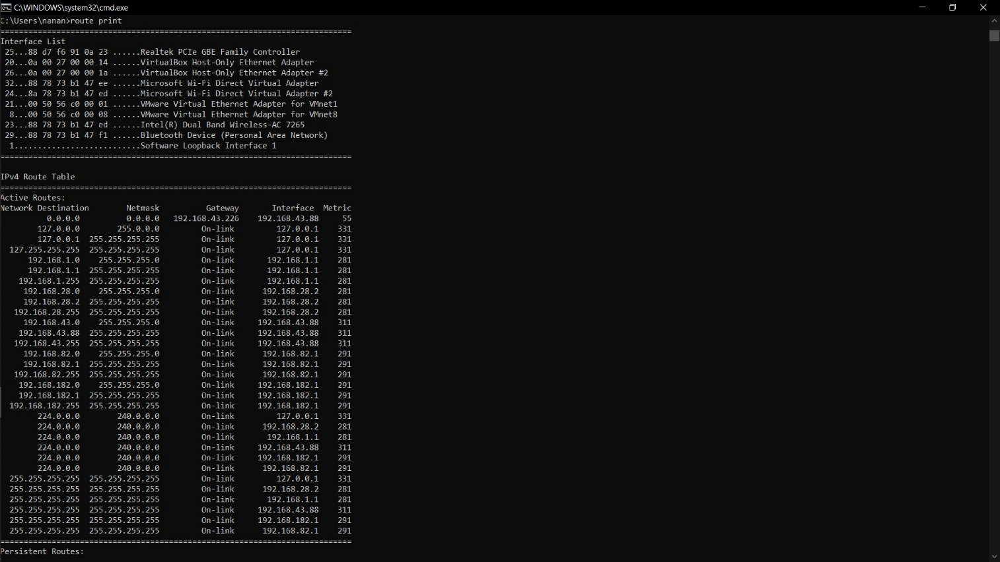 C:\WINDOWS\system32\cmd.exe
C:\Users\nanan>route print
===========================================================================
Interface List
 25...88 d7 f6 91 0a 23 ......Realtek PCIe GBE Family Controller
 20...0a 00 27 00 00 14 ......VirtualBox Host-Only Ethernet Adapter
 26...0a 00 27 00 00 1a ......VirtualBox Host-Only Ethernet Adapter #2
 32...88 78 73 b1 47 ee ......Microsoft Wi-Fi Direct Virtual Adapter
 24...8a 78 73 b1 47 ed ......Microsoft Wi-Fi Direct Virtual Adapter #2
 21...00 50 56 c0 00 01 ......VMware Virtual Ethernet Adapter for VMnet1
  8...00 50 56 c0 00 08 ......VMware Virtual Ethernet Adapter for VMnet8
 23...88 78 73 b1 47 ed ......Intel(R) Dual Band Wireless-AC 7265
 29...88 78 73 b1 47 f1 ......Bluetooth Device (Personal Area Network)
  1...........................Software Loopback Interface 1
===========================================================================
IPv4 Route Table
===========================================================================
Active Routes:
Network Destination        Netmask          Gateway       Interface  Metric
          0.0.0.0          0.0.0.0   192.168.43.226    192.168.43.88     55
        127.0.0.0        255.0.0.0         On-link         127.0.0.1    331
        127.0.0.1  255.255.255.255         On-link         127.0.0.1    331
  127.255.255.255  255.255.255.255         On-link         127.0.0.1    331
      192.168.1.0    255.255.255.0         On-link       192.168.1.1    281
      192.168.1.1  255.255.255.255         On-link       192.168.1.1    281
    192.168.1.255  255.255.255.255         On-link       192.168.1.1    281
     192.168.28.0    255.255.255.0         On-link      192.168.28.2    281
     192.168.28.2  255.255.255.255         On-link      192.168.28.2    281
   192.168.28.255  255.255.255.255         On-link      192.168.28.2    281
     192.168.43.0    255.255.255.0         On-link     192.168.43.88    311
    192.168.43.88  255.255.255.255         On-link     192.168.43.88    311
   192.168.43.255  255.255.255.255         On-link     192.168.43.88    311
     192.168.82.0    255.255.255.0         On-link      192.168.82.1    291
     192.168.82.1  255.255.255.255         On-link      192.168.82.1    291
   192.168.82.255  255.255.255.255         On-link      192.168.82.1    291
    192.168.182.0    255.255.255.0         On-link     192.168.182.1    291
    192.168.182.1  255.255.255.255         On-link     192.168.182.1    291
  192.168.182.255  255.255.255.255         On-link     192.168.182.1    291
        224.0.0.0        240.0.0.0         On-link         127.0.0.1    331
        224.0.0.0        240.0.0.0         On-link      192.168.28.2    281
        224.0.0.0        240.0.0.0         On-link       192.168.1.1    281
        224.0.0.0        240.0.0.0         On-link     192.168.43.88    311
        224.0.0.0        240.0.0.0         On-link     192.168.182.1    291
        224.0.0.0        240.0.0.0         On-link      192.168.82.1    291
  255.255.255.255  255.255.255.255         On-link         127.0.0.1    331
  255.255.255.255  255.255.255.255         On-link      192.168.28.2    281
  255.255.255.255  255.255.255.255         On-link       192.168.1.1    281
  255.255.255.255  255.255.255.255         On-link     192.168.43.88    311
  255.255.255.255  255.255.255.255         On-link     192.168.182.1    291
  255.255.255.255  255.255.255.255         On-link      192.168.82.1    291
===========================================================================
Persistent Routes: